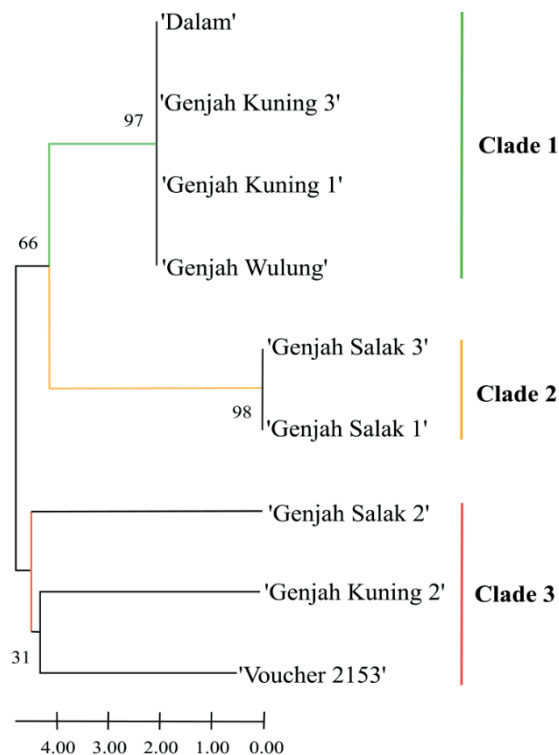 'Dalam'
'Genjah Kuning 3'
97
Clade 1
'Genjah Kuning 1'
66
'Genjah Wulung'
'Genjah Salak 3'
Clade 2
98
'Genjah Salak 1'
'Genjah Salak 2'
'Genjah Kuning 2'
Clade 3
31
'Voucher 2153'
4.00 3.00 2.00 1.00 0.00